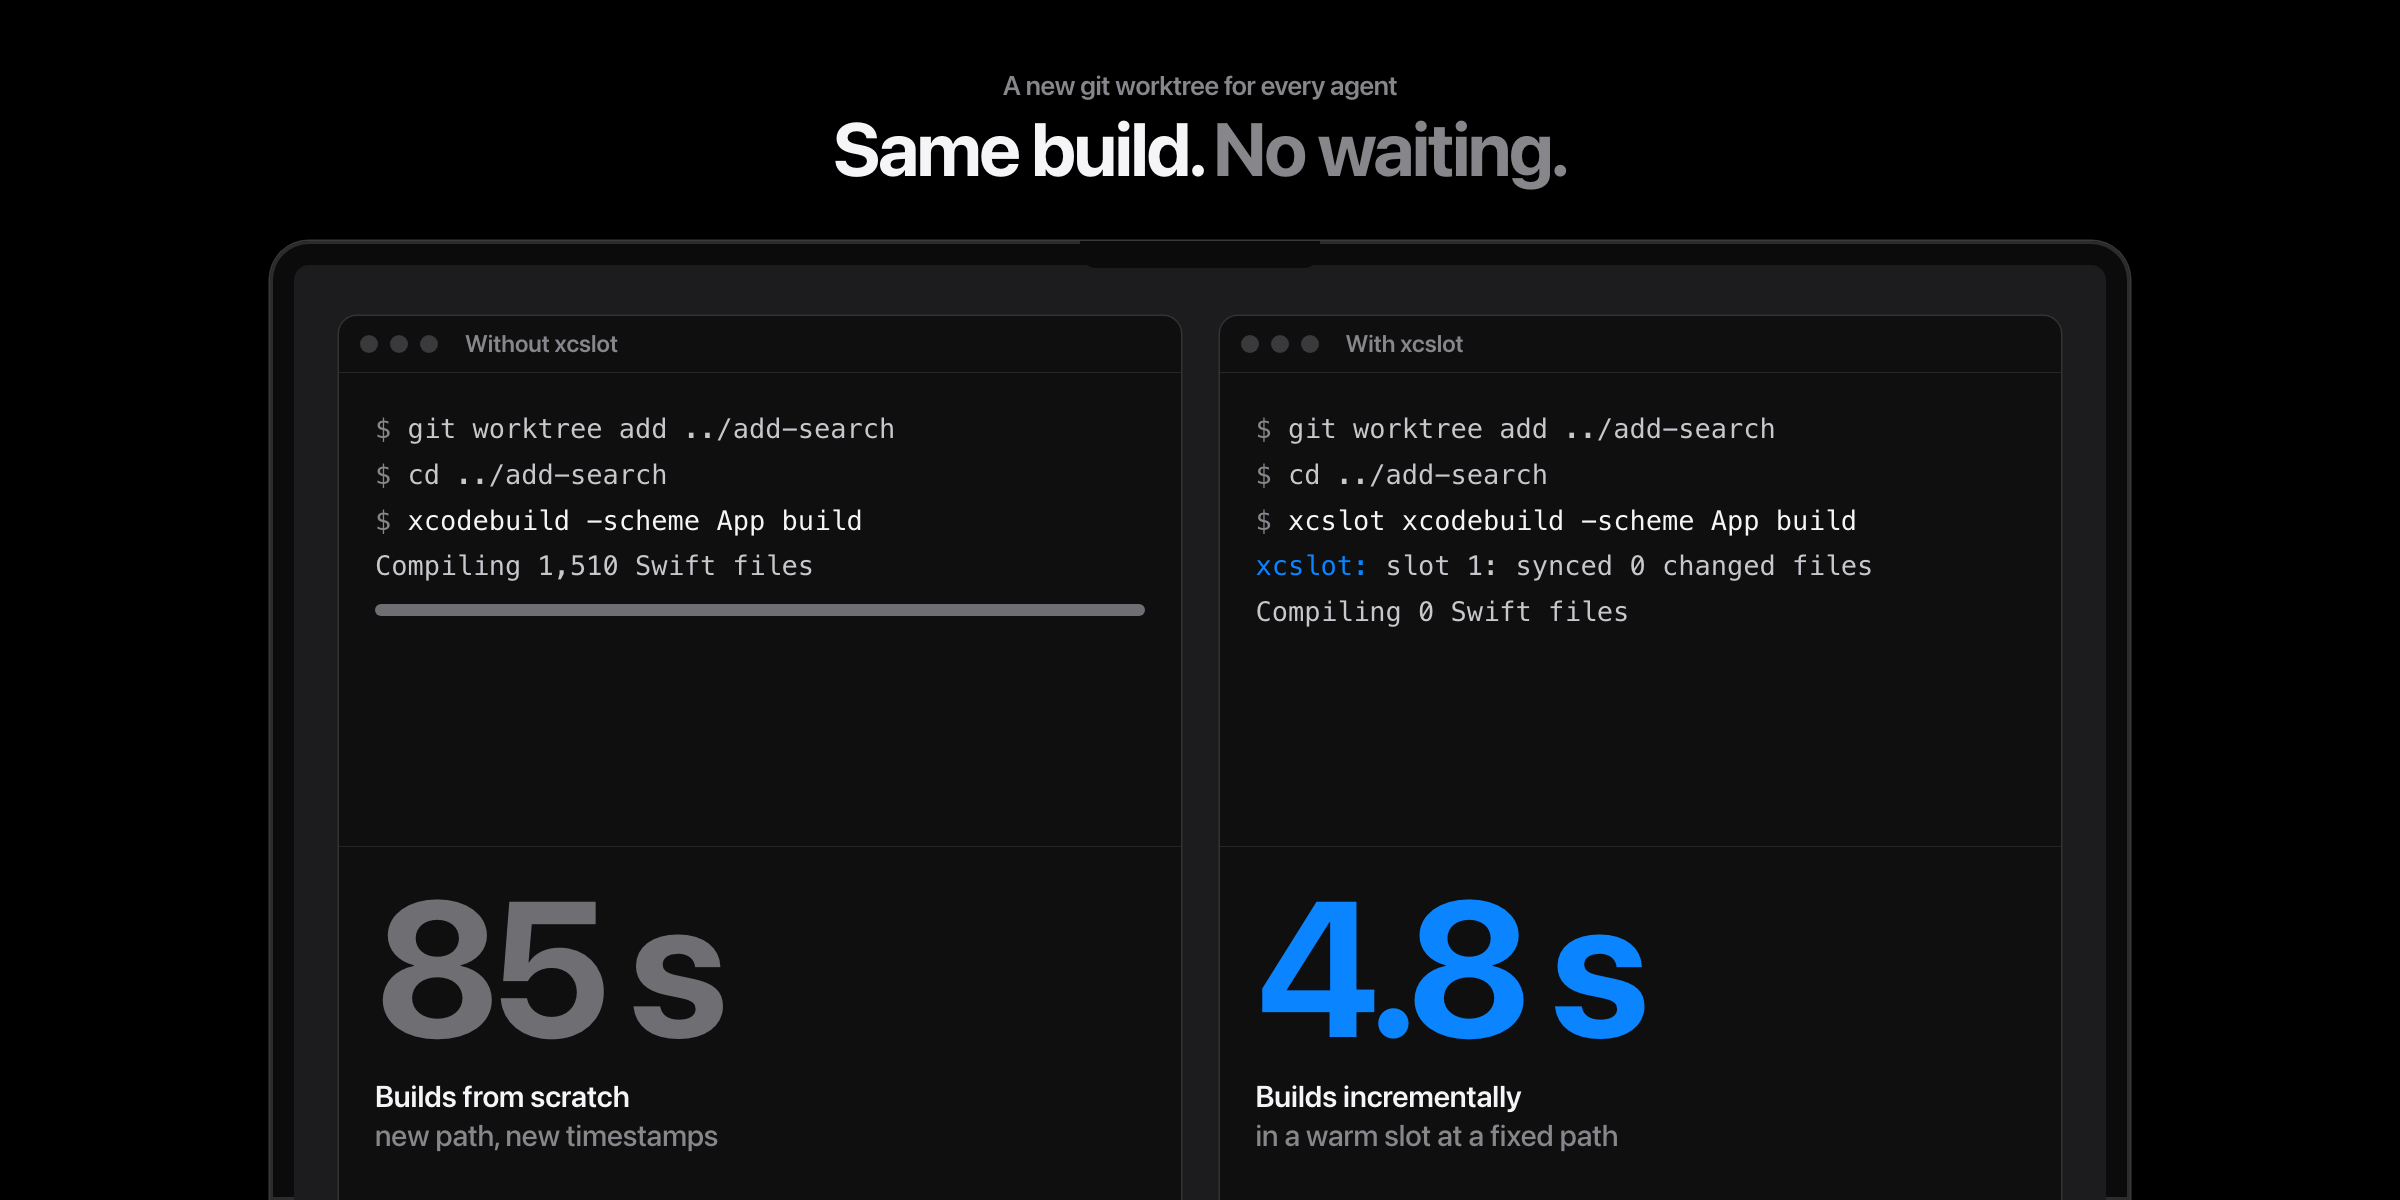 A new git worktree for every agent
Same build. No waiting.
Without xcslot
$ git worktree add ../add-search
$ cd ../add-search
$ xcodebuild -scheme App build
Compiling 1,510 Swift files
85 s
Builds from scratch
new path, new timestamps
With xcslot
$ git worktree add ../add-search
$ cd ../add-search
$ xcslot xcodebuild -scheme App build
xcslot: slot 1: synced 0 changed files
Compiling 0 Swift files
4.8 s
Builds incrementally
in a warm slot at a fixed path